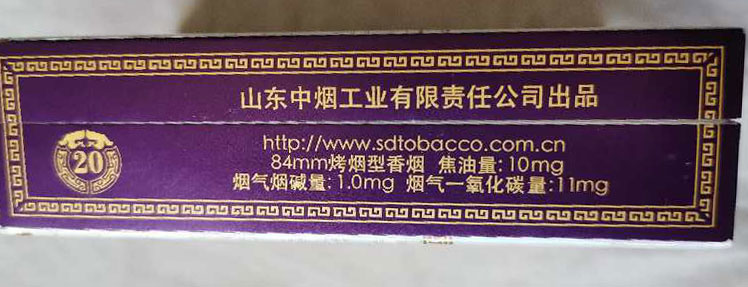 山东中烟工业有限责任公司出品
http://www.sdtobacco.com.cn
20
84mm烤烟型香烟 焦油量:10mg
烟气烟碱量:1.0mg 烟气一氧化碳量:11mg